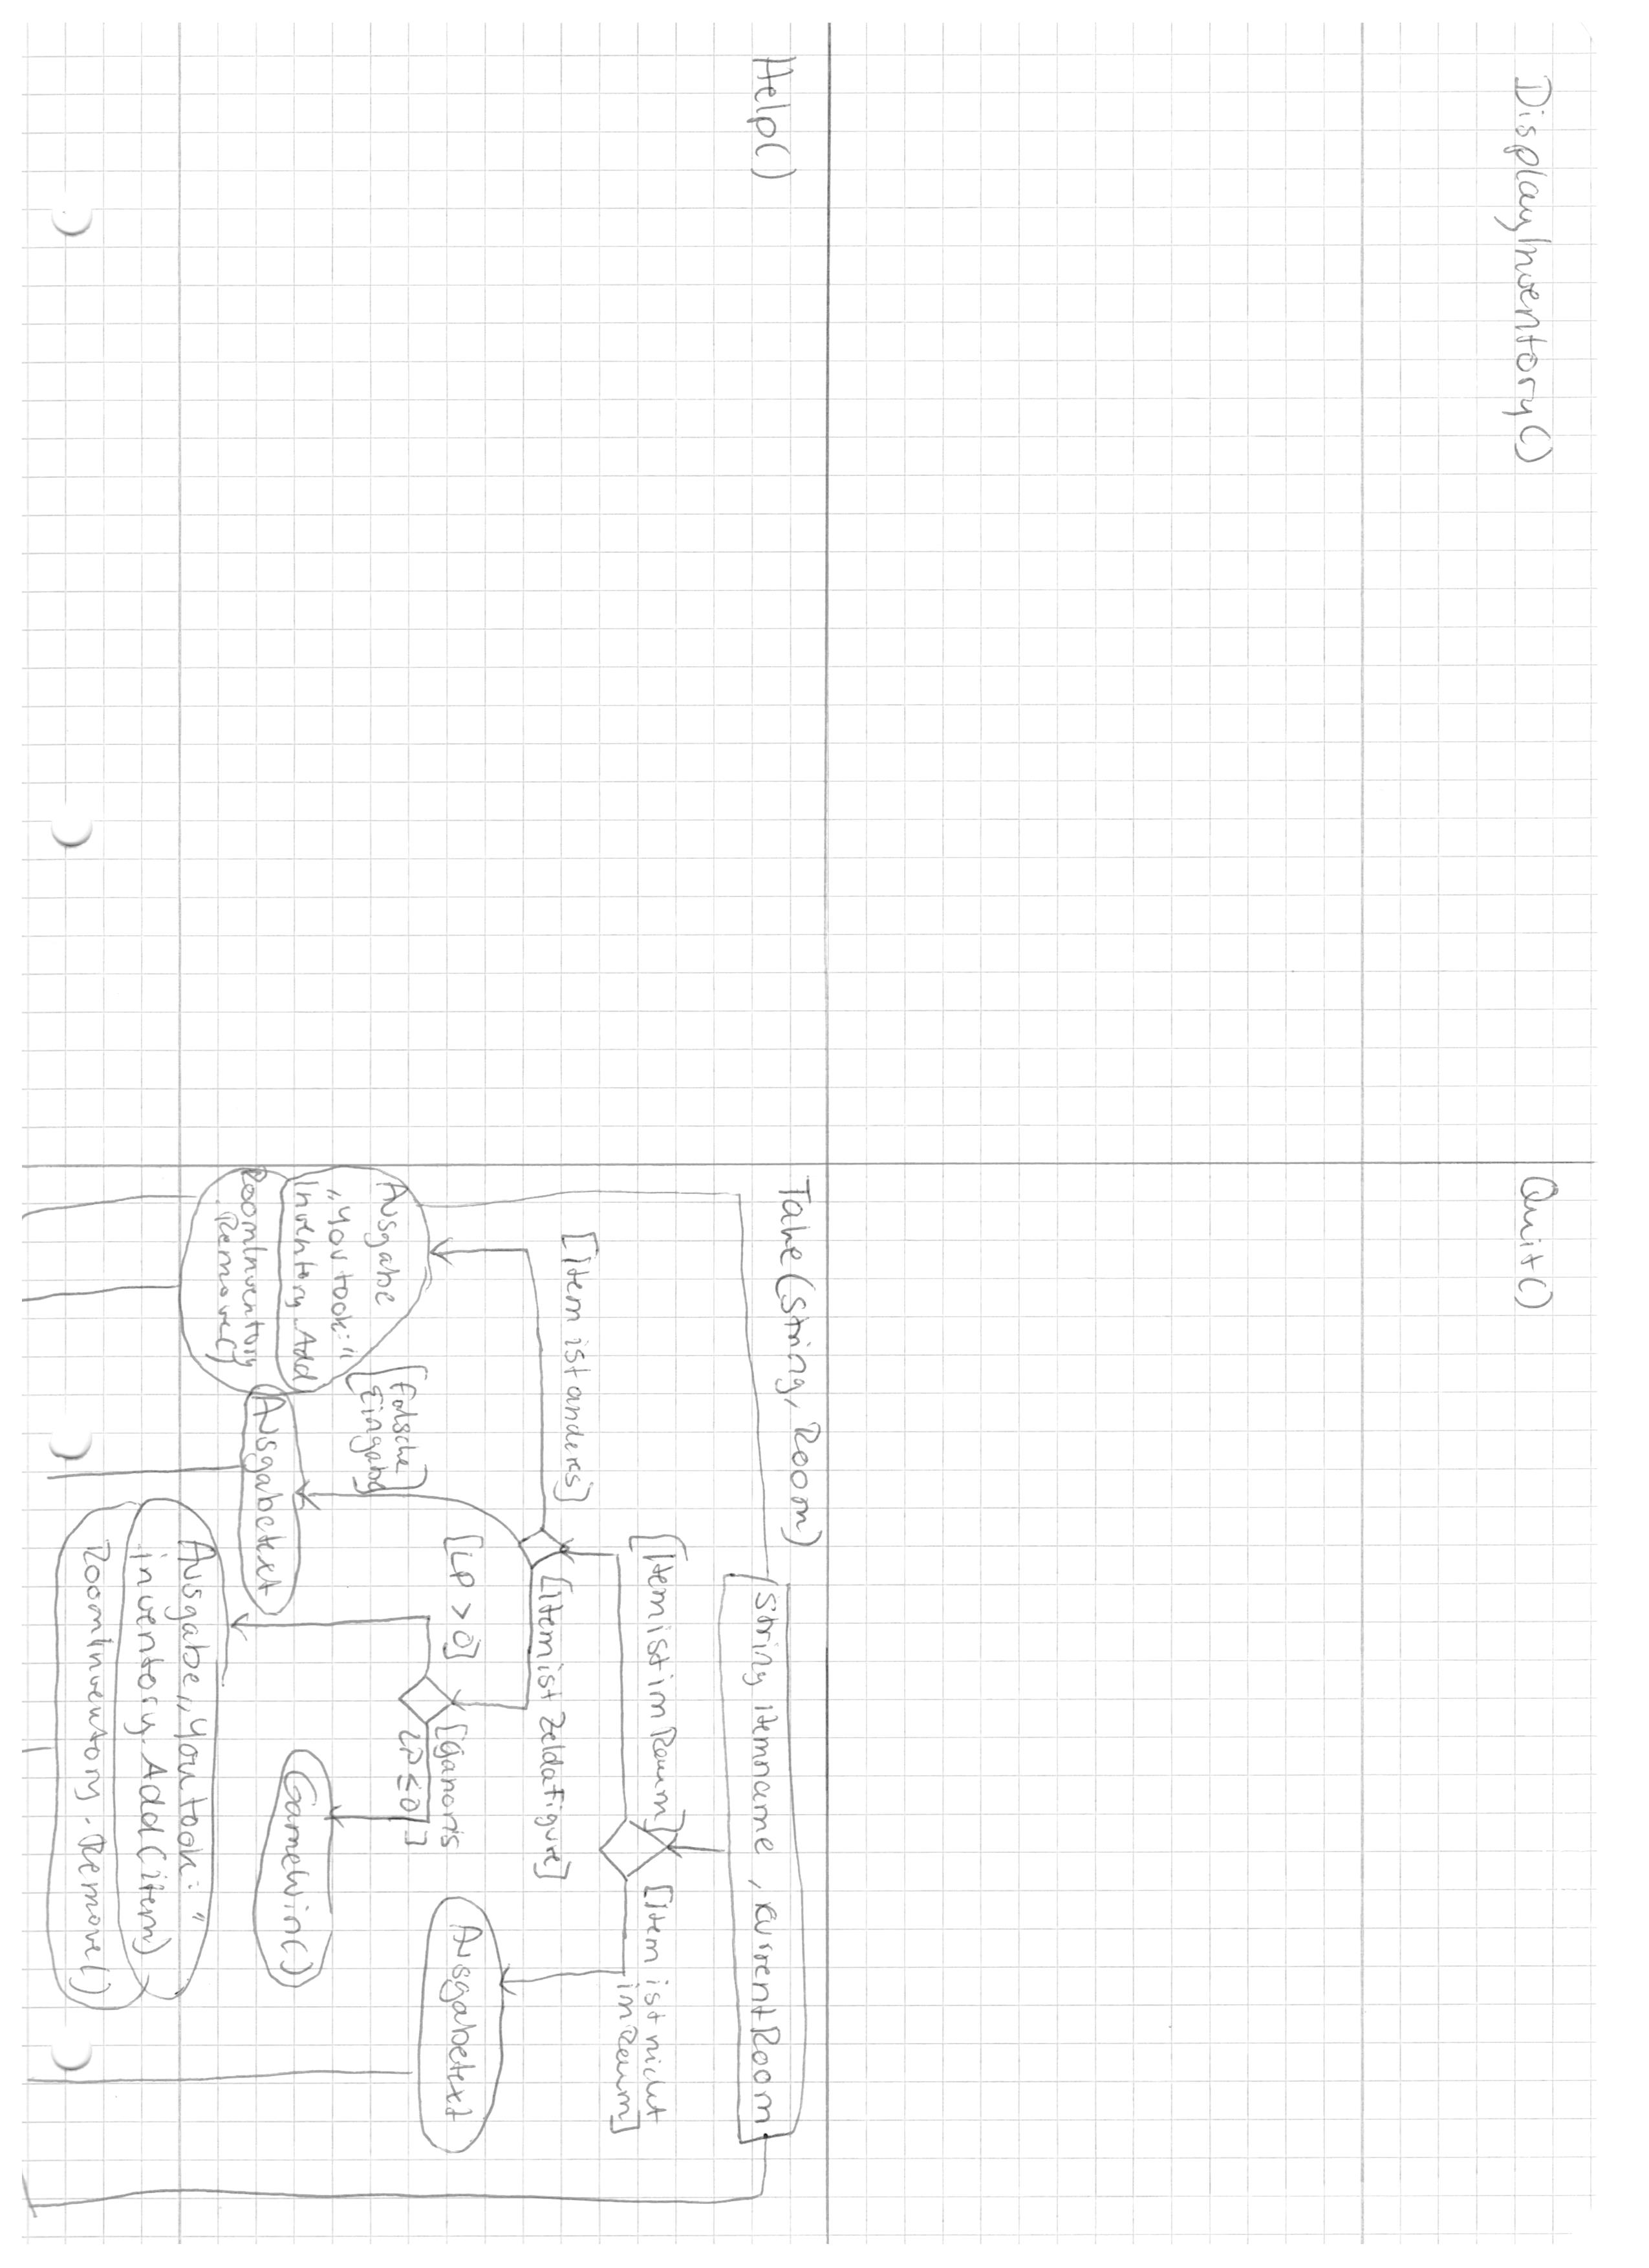 DisplayInventory()
Quit()
Help()
Take(String, Room)
String itemname , currentRoom
[Item ist im Raum]
[Item ist nicht
im Raum]
[Item ist anderes]
[Item ist ZeldaFigure]
[LP > 0]
[Ganon's
LP ≤ 0]
Ausgabetext
Ausgabe
„You took:"
Inventory.Add
RoomInventory
.Remove()
[Falsche
Eingabe]
Ausgabetext
GameWin()
Ausgabe „You took:"
inventory.Add(item)
RoomInventory.Remove()